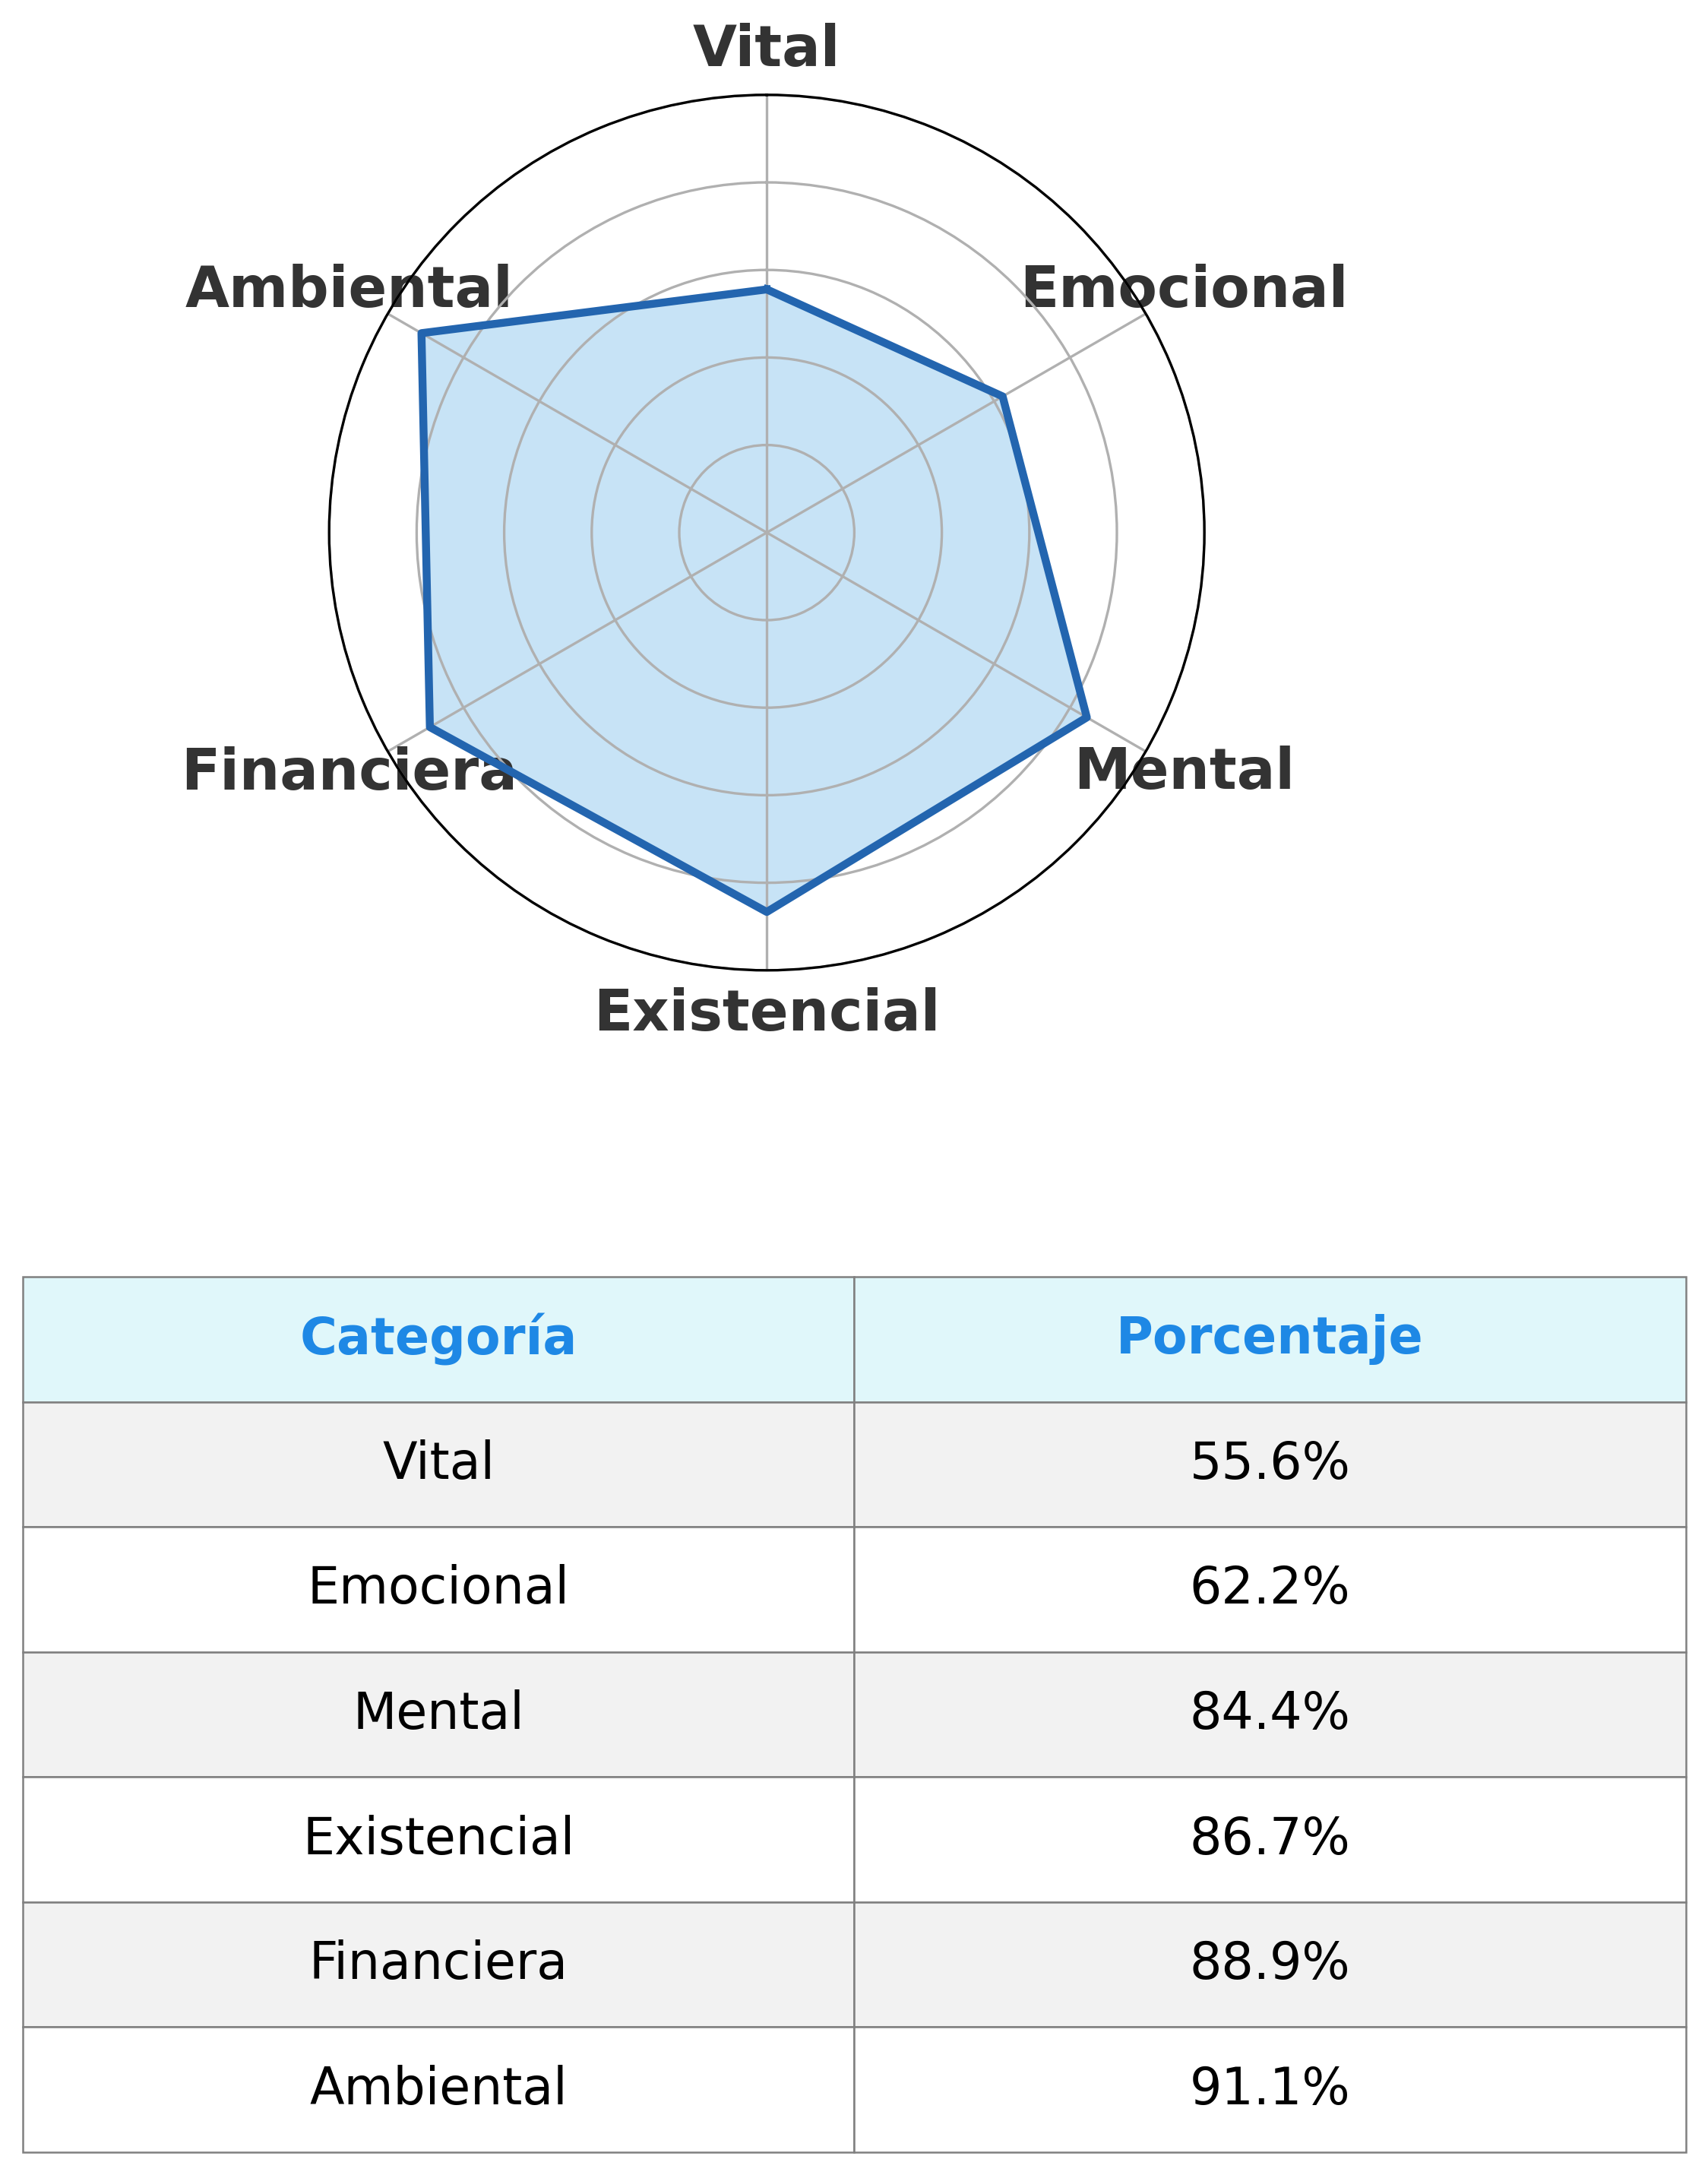 Vital
Ambiental
Emocional
Financiera
Mental
Existencial
Categoría Porcentaje
Vital 55.6%
Emocional 62.2%
Mental 84.4%
Existencial 86.7%
Financiera 88.9%
Ambiental 91.1%